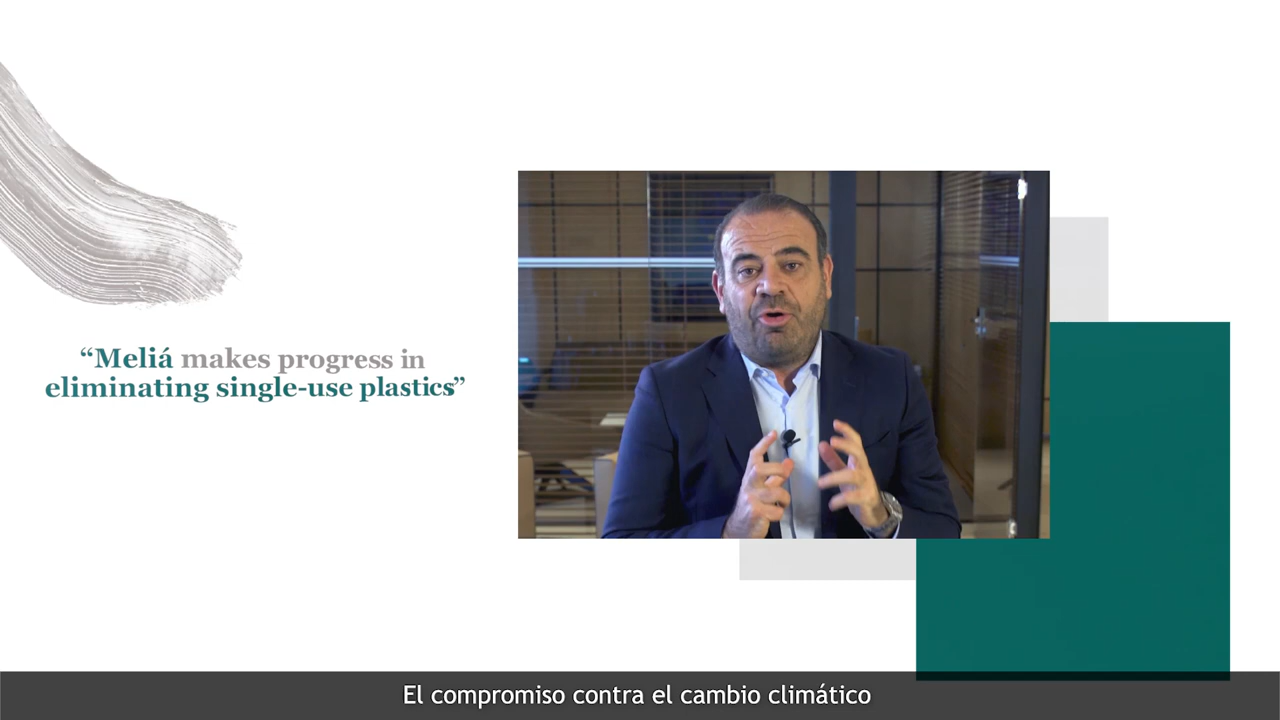 “Meliá makes progress in
eliminating single-use plastics”
El compromiso contra el cambio climático